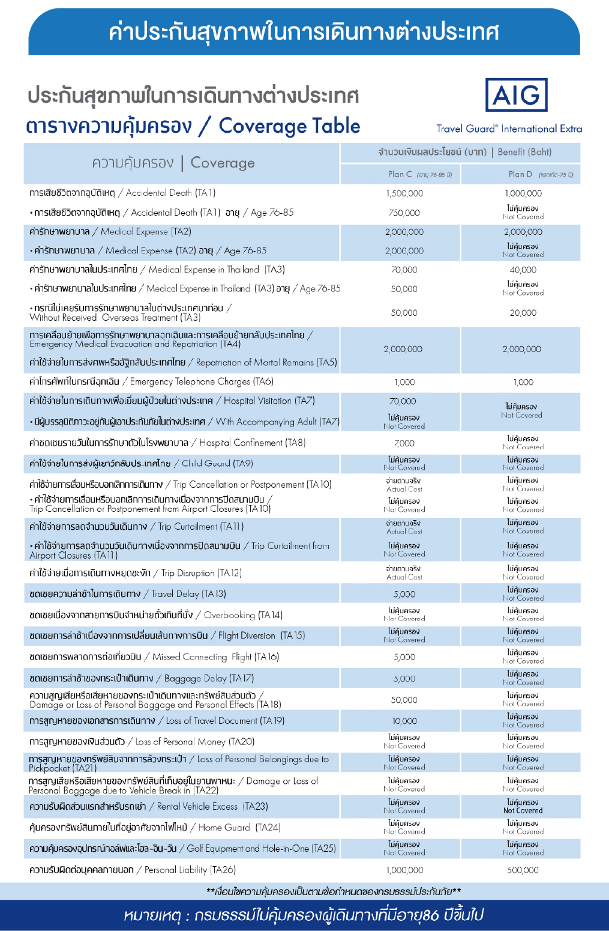 ค่าประกันสุขภาพในการเดินทางต่างประเทศ
ประกันสุขภาพในการเดินทางต่างประเทศ
ตารางความคุ้มครอง / Coverage Table
AIG
Travel Guard® International Extra
ความคุ้มครอง | Coverage
จำนวนเงินผลประโยชน์ (บาท) | Benefit (Baht)
Plan C (อายุ 76-85 ปี) Plan D (แรกเกิด-75 ปี)
การเสียชีวิตจากอุบัติเหตุ / Accidental Death (TA1) 1,500,000 1,000,000
• การเสียชีวิตจากอุบัติเหตุ / Accidental Death (TA1) อายุ / Age 76-85 750,000 ไม่คุ้มครอง Not Covered
ค่ารักษาพยาบาล / Medical Expense (TA2) 2,000,000 2,000,000
• ค่ารักษาพยาบาล / Medical Expense (TA2) อายุ / Age 76-85 2,000,000 ไม่คุ้มครอง Not Covered
ค่ารักษาพยาบาลในประเทศไทย / Medical Expense in Thailand (TA3) 70,000 40,000
• ค่ารักษาพยาบาลในประเทศไทย / Medical Expense in Thailand (TA3) อายุ / Age 76-85 50,000 ไม่คุ้มครอง Not Covered
• กรณีไม่เคยรับการรักษาพยาบาลในต่างประเทศมาก่อน /
Without Received Overseas Treatment (TA3) 50,000 20,000
การเคลื่อนย้ายเพื่อการรักษาพยาบาลฉุกเฉินและการเคลื่อนย้ายกลับประเทศไทย /
Emergency Medical Evacuation and Repatriation (TA4)
ค่าใช้จ่ายในการส่งศพหรืออัฐิกลับประเทศไทย / Repatriation of Mortal Remains (TA5) 2,000,000 2,000,000
ค่าโทรศัพท์ในกรณีฉุกเฉิน / Emergency Telephone Charges (TA6) 1,000 1,000
ค่าใช้จ่ายในการเดินทางเพื่อเยี่ยมผู้ป่วยในต่างประเทศ / Hospital Visitation (TA7) 70,000 ไม่คุ้มครอง Not Covered
• มีผู้บรรลุนิติภาวะอยู่กับผู้เอาประกันภัยในต่างประเทศ / With Accompanying Adult (TA7) ไม่คุ้มครอง Not Covered
ค่าชดเชยรายวันในการรักษาตัวในโรงพยาบาล / Hospital Confinement (TA8) 7,000 ไม่คุ้มครอง Not Covered
ค่าใช้จ่ายในการส่งผู้เยาว์กลับประเทศไทย / Child Guard (TA9) ไม่คุ้มครอง Not Covered ไม่คุ้มครอง Not Covered
ค่าใช้จ่ายการเลื่อนหรือบอกเลิกการเดินทาง / Trip Cancellation or Postponement (TA10) จ่ายตามจริง Actual Cost ไม่คุ้มครอง Not Covered
• ค่าใช้จ่ายการเลื่อนหรือบอกเลิกการเดินทางเนื่องจากการปิดสนามบิน /
Trip Cancellation or Postponement from Airport Closures (TA10) ไม่คุ้มครอง Not Covered ไม่คุ้มครอง Not Covered
ค่าใช้จ่ายการลดจำนวนวันเดินทาง / Trip Curtailment (TA11) จ่ายตามจริง Actual Cost ไม่คุ้มครอง Not Covered
• ค่าใช้จ่ายการลดจำนวนวันเดินทางเนื่องจากการปิดสนามบิน / Trip Curtailment from
Airport Closures (TA11) ไม่คุ้มครอง Not Covered ไม่คุ้มครอง Not Covered
ค่าใช้จ่ายเมื่อการเดินทางหยุดชะงัก / Trip Disruption (TA12) จ่ายตามจริง Actual Cost ไม่คุ้มครอง Not Covered
ชดเชยความล่าช้าในการเดินทาง / Travel Delay (TA13) 5,000 ไม่คุ้มครอง Not Covered
ชดเชยเนื่องจากสายการบินจำหน่ายตั๋วเกินที่นั่ง / Overbooking (TA14) ไม่คุ้มครอง Not Covered ไม่คุ้มครอง Not Covered
ชดเชยการล่าช้าเนื่องจากการเปลี่ยนเส้นทางการบิน / Flight Diversion (TA15) ไม่คุ้มครอง Not Covered ไม่คุ้มครอง Not Covered
ชดเชยการพลาดการต่อเที่ยวบิน / Missed Connecting Flight (TA16) 5,000 ไม่คุ้มครอง Not Covered
ชดเชยการล่าช้าของกระเป๋าเดินทาง / Baggage Delay (TA17) 5,000 ไม่คุ้มครอง Not Covered
ความสูญเสียหรือเสียหายของกระเป๋าเดินทางและทรัพย์สินส่วนตัว /
Damage or Loss of Personal Baggage and Personal Effects (TA18) 50,000 ไม่คุ้มครอง Not Covered
การสูญหายของเอกสารการเดินทาง / Loss of Travel Document (TA19) 10,000 ไม่คุ้มครอง Not Covered
การสูญหายของเงินส่วนตัว / Loss of Personal Money (TA20) ไม่คุ้มครอง Not Covered ไม่คุ้มครอง Not Covered
การสูญหายของทรัพย์สินจากการล้วงกระเป๋า / Loss of Personal Belongings due to
Pickpocket (TA21) ไม่คุ้มครอง Not Covered ไม่คุ้มครอง Not Covered
การสูญเสียหรือเสียหายของทรัพย์สินที่เก็บอยู่ในยานพาหนะ / Damage or Loss of
Personal Baggage due to Vehicle Break in (TA22) ไม่คุ้มครอง Not Covered ไม่คุ้มครอง Not Covered
ความรับผิดส่วนแรกสำหรับรถเช่า / Rental Vehicle Excess (TA23) ไม่คุ้มครอง Not Covered ไม่คุ้มครอง Not Covered
คุ้มครองทรัพย์สินภายในที่อยู่อาศัยจากไฟไหม้ / Home Guard (TA24) ไม่คุ้มครอง Not Covered ไม่คุ้มครอง Not Covered
ความคุ้มครองอุปกรณ์กอล์ฟและโฮล-อิน-วัน / Golf Equipment and Hole-in-One (TA25) ไม่คุ้มครอง Not Covered ไม่คุ้มครอง Not Covered
ความรับผิดต่อบุคคลภายนอก / Personal Liability (TA26) 1,000,000 500,000
**เงื่อนไขความคุ้มครองเป็นตามข้อกำหนดของกรมธรรม์ประกันภัย**
หมายเหตุ : กรมธรรม์ไม่คุ้มครองผู้เดินทางที่มีอายุ86 ปีขึ้นไป